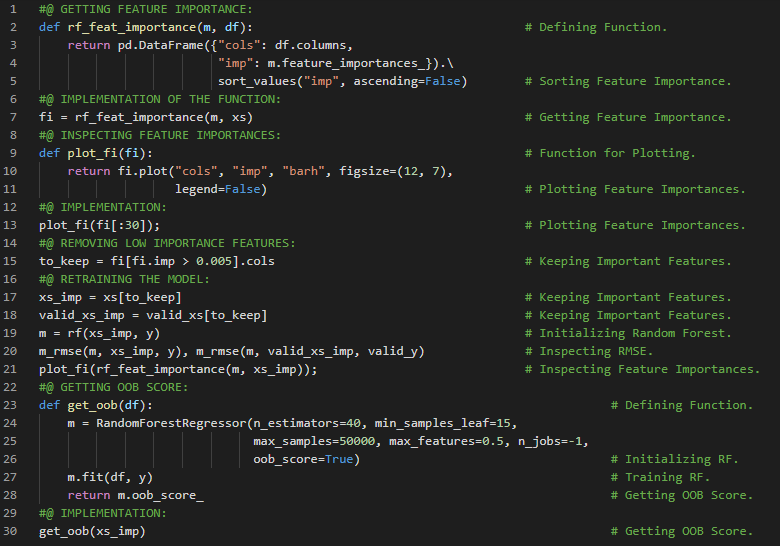 1 #@ GETTING FEATURE IMPORTANCE:
2 def rf_feat_importance(m, df): # Defining Function.
3 return pd.DataFrame({"cols": df.columns,
4 "imp": m.feature_importances_}).\
5 sort_values("imp", ascending=False) # Sorting Feature Importance.
6 #@ IMPLEMENTATION OF THE FUNCTION:
7 fi = rf_feat_importance(m, xs) # Getting Feature Importance.
8 #@ INSPECTING FEATURE IMPORTANCES:
9 def plot_fi(fi): # Function for Plotting.
10 return fi.plot("cols", "imp", "barh", figsize=(12, 7),
11 legend=False) # Plotting Feature Importances.
12 #@ IMPLEMENTATION:
13 plot_fi(fi[:30]); # Plotting Feature Importances.
14 #@ REMOVING LOW IMPORTANCE FEATURES:
15 to_keep = fi[fi.imp > 0.005].cols # Keeping Important Features.
16 #@ RETRAINING THE MODEL:
17 xs_imp = xs[to_keep] # Keeping Important Features.
18 valid_xs_imp = valid_xs[to_keep] # Keeping Important Features.
19 m = rf(xs_imp, y) # Initializing Random Forest.
20 m_rmse(m, xs_imp, y), m_rmse(m, valid_xs_imp, valid_y) # Inspecting RMSE.
21 plot_fi(rf_feat_importance(m, xs_imp)); # Inspecting Feature Importances.
22 #@ GETTING OOB SCORE:
23 def get_oob(df): # Defining Function.
24 m = RandomForestRegressor(n_estimators=40, min_samples_leaf=15,
25 max_samples=50000, max_features=0.5, n_jobs=-1,
26 oob_score=True) # Initializing RF.
27 m.fit(df, y) # Training RF.
28 return m.oob_score_ # Getting OOB Score.
29 #@ IMPLEMENTATION:
30 get_oob(xs_imp) # Getting OOB Score.